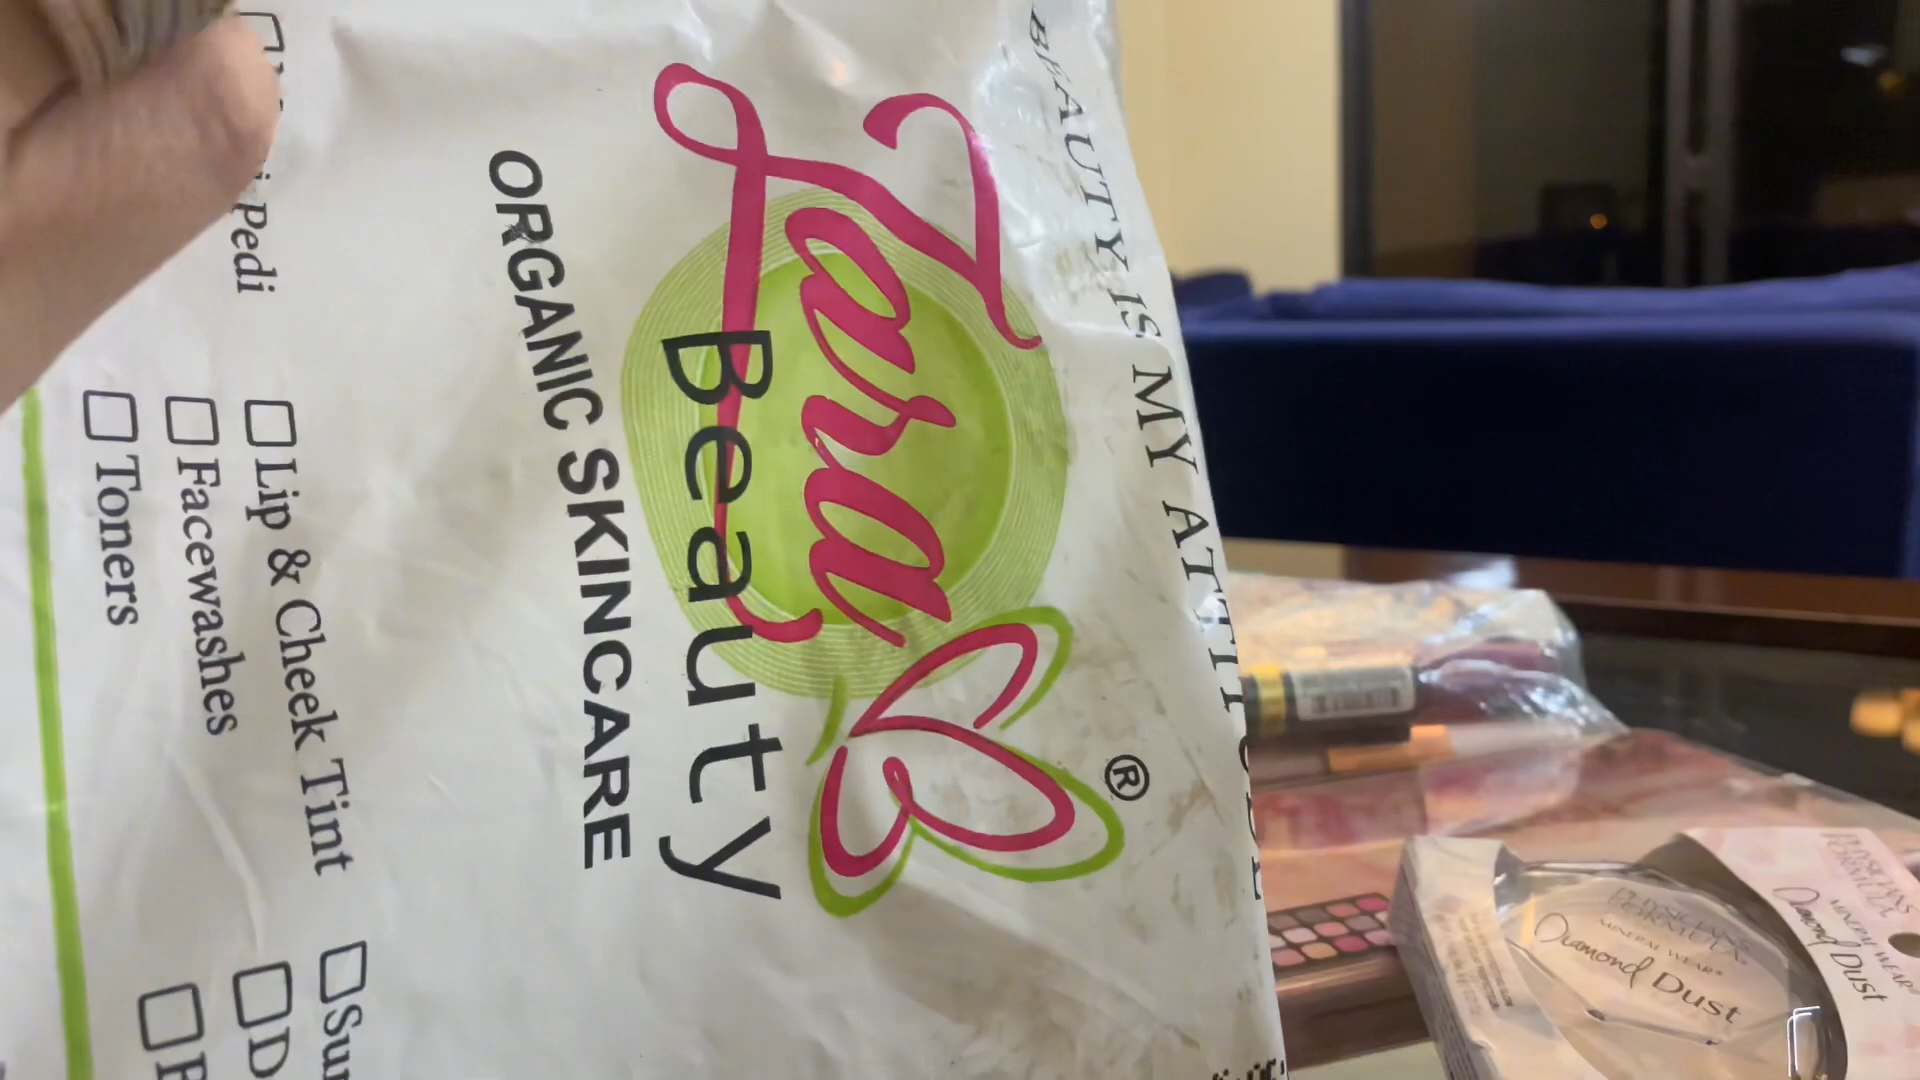 BEAUTY IS MY ATTITUDE
Zara
Beauty
®
ORGANIC SKINCARE
Pedi
Lip & Cheek Tint
Facewashes
Toners
PHYSICIANS
FORMULA®
MINERAL WEAR®
Diamond Dust
PHYSICIANS
FORMULA
MINERAL WEAR®
Diamond Dust